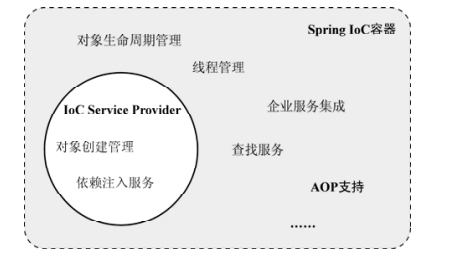 Spring IoC容器
对象生命周期管理
线程管理
IoC Service Provider
企业服务集成
对象创建管理
查找服务
依赖注入服务
AOP支持
......